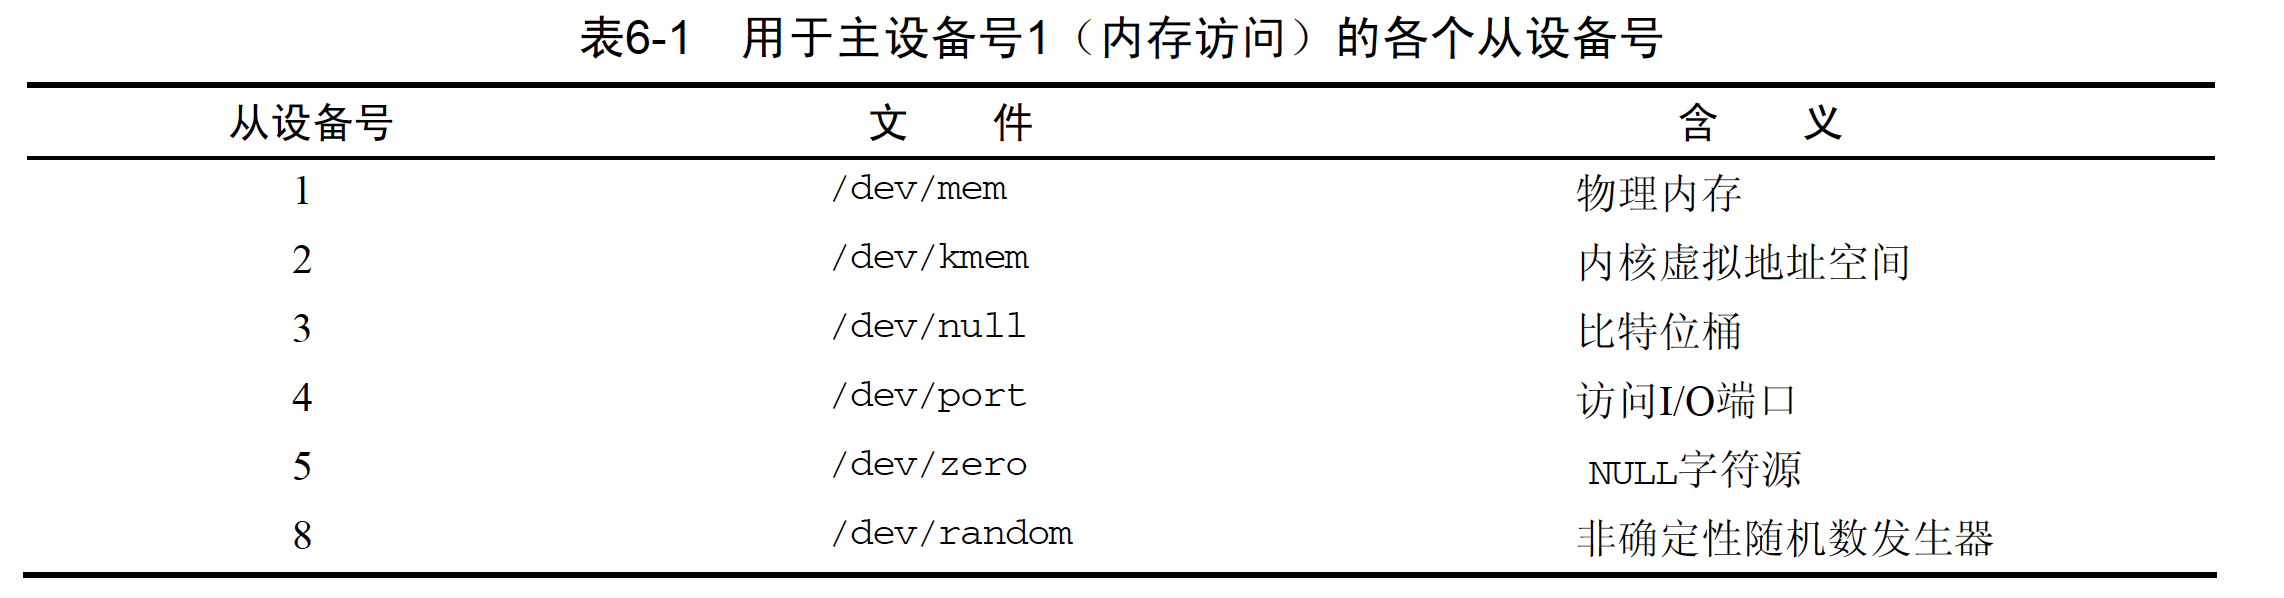 表6-1 用于主设备号1（内存访问）的各个从设备号
从设备号 文 件 含 义
1 /dev/mem 物理内存
2 /dev/kmem 内核虚拟地址空间
3 /dev/null 比特位桶
4 /dev/port 访问I/O端口
5 /dev/zero NULL字符源
8 /dev/random 非确定性随机数发生器